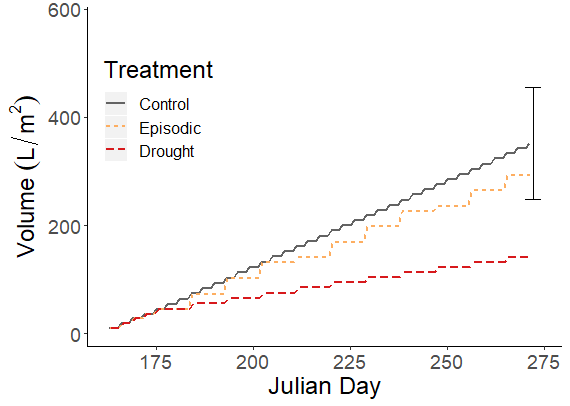 600
400
200
0
Volume (L/m²)
Treatment
Control
Episodic
Drought
175 200 225 250 275
Julian Day